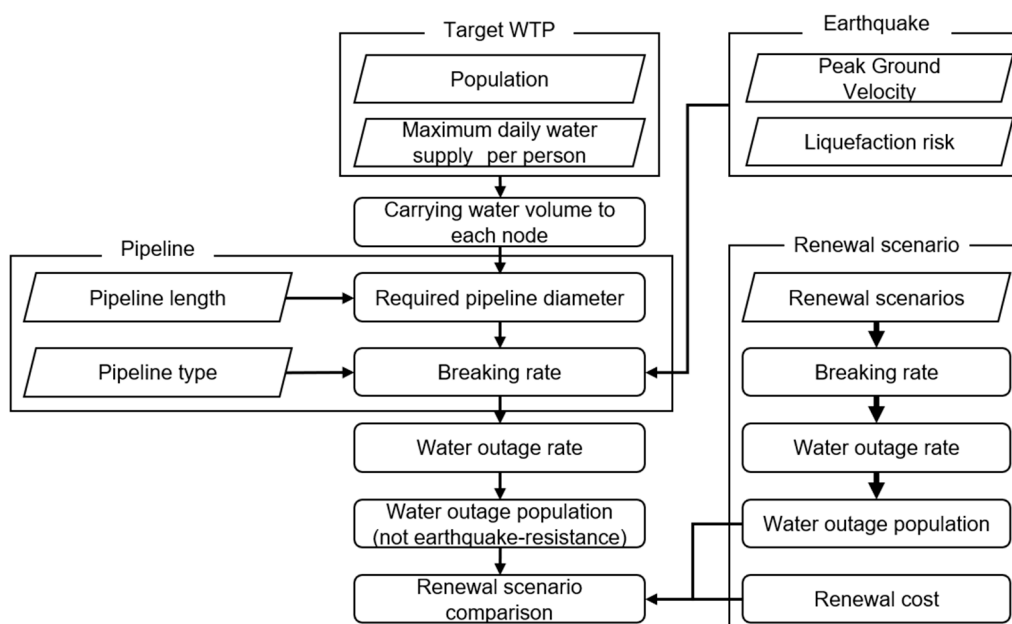 Target WTP
Population
Maximum daily water
supply per person
Carrying water volume to
each node
Earthquake
Peak Ground
Velocity
Liquefaction risk
Pipeline
Pipeline length
Required pipeline diameter
Pipeline type
Breaking rate
Water outage rate
Water outage population
(not earthquake-resistance)
Renewal scenario
comparison
Renewal scenario
Renewal scenarios
Breaking rate
Water outage rate
Water outage population
Renewal cost